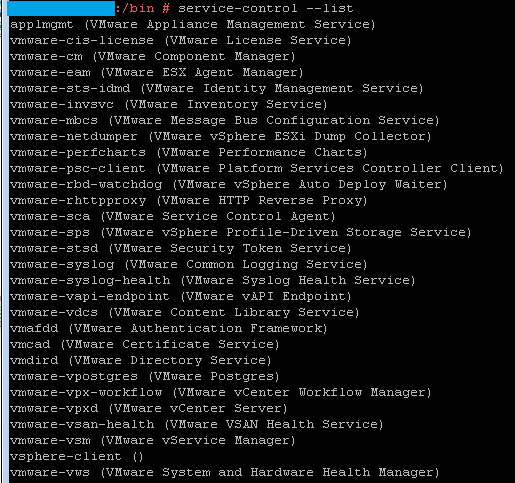 :/bin # service-control --list
applmgmt (VMware Appliance Management Service)
vmware-cis-license (VMware License Service)
vmware-cm (VMware Component Manager)
vmware-eam (VMware ESX Agent Manager)
vmware-sts-idmd (VMware Identity Management Service)
vmware-invsvc (VMware Inventory Service)
vmware-mbcs (VMware Message Bus Configuration Service)
vmware-netdumper (VMware vSphere ESXi Dump Collector)
vmware-perfcharts (VMware Performance Charts)
vmware-psc-client (VMware Platform Services Controller Client)
vmware-rbd-watchdog (VMware vSphere Auto Deploy Waiter)
vmware-rhttpproxy (VMware HTTP Reverse Proxy)
vmware-sca (VMware Service Control Agent)
vmware-sps (VMware vSphere Profile-Driven Storage Service)
vmware-stsd (VMware Security Token Service)
vmware-syslog (VMware Common Logging Service)
vmware-syslog-health (VMware Syslog Health Service)
vmware-vapi-endpoint (VMware vAPI Endpoint)
vmware-vdcs (VMware Content Library Service)
vmafdd (VMware Authentication Framework)
vmcad (VMware Certificate Service)
vmdird (VMware Directory Service)
vmware-vpostgres (VMware Postgres)
vmware-vpx-workflow (VMware vCenter Workflow Manager)
vmware-vpxd (VMware vCenter Server)
vmware-vsan-health (VMware VSAN Health Service)
vmware-vsm (VMware vService Manager)
vsphere-client ()
vmware-vws (VMware System and Hardware Health Manager)